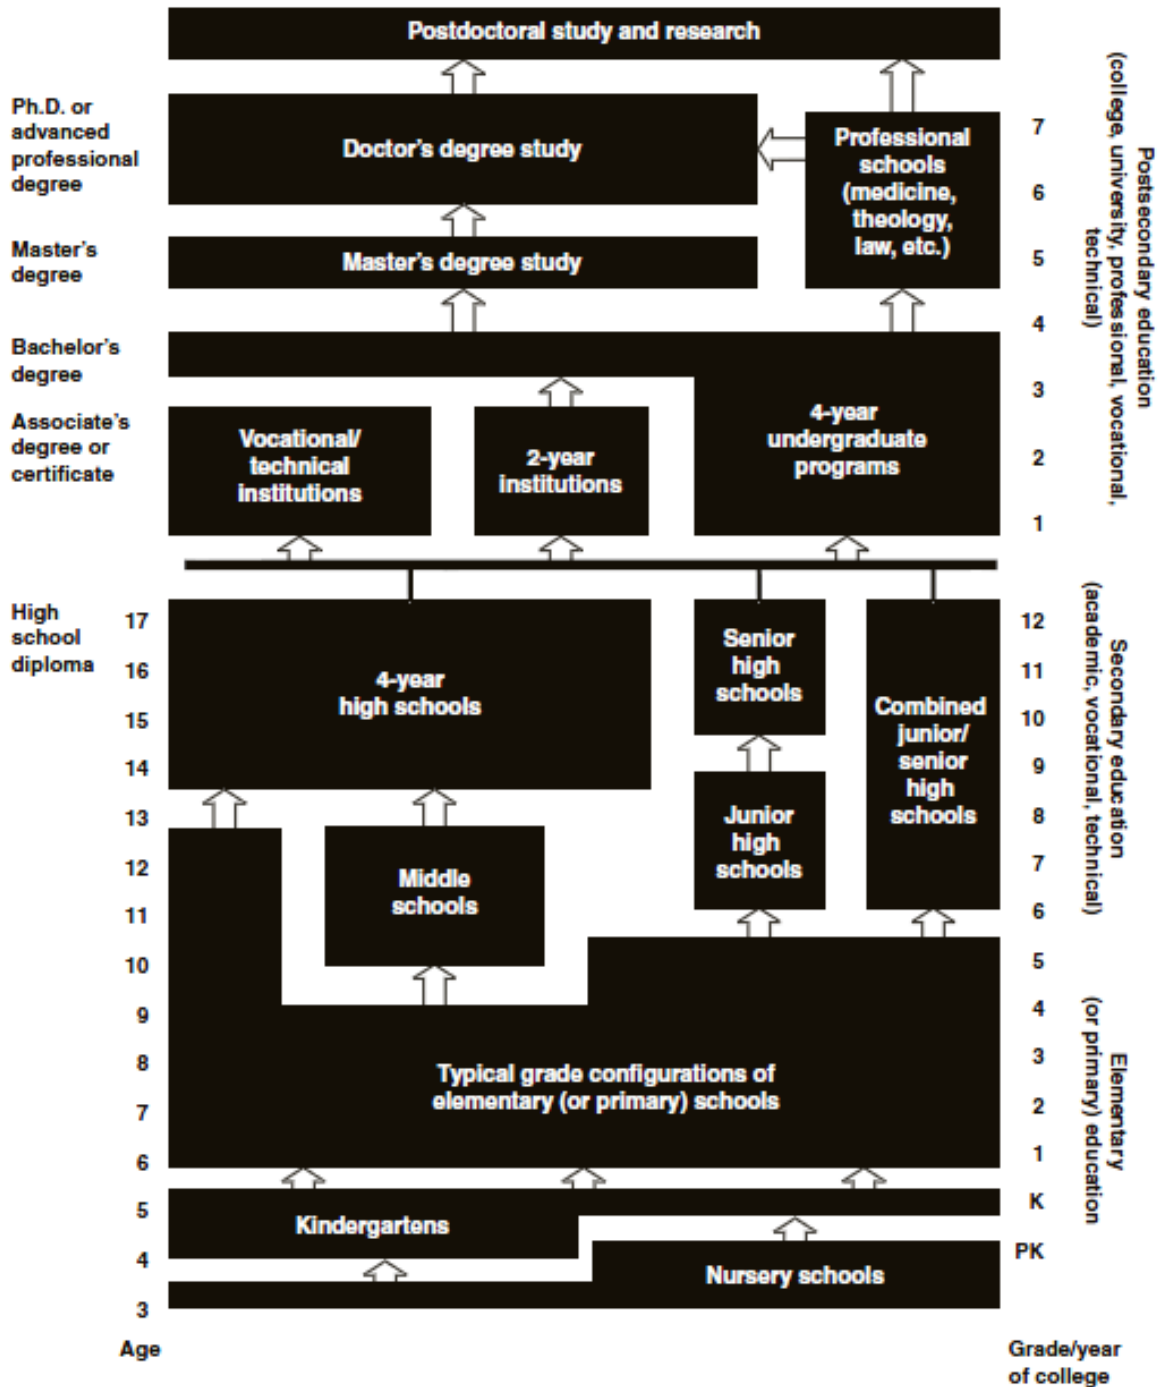 Postdoctoral study and research
Ph.D. or
advanced
professional
degree
Doctor's degree study
Professional
schools
(medicine,
theology,
law, etc.)
7
6
Master's
degree
Master's degree study
5
4
Bachelor's
degree
3
Associate's
degree or
certificate
Vocational/
technical
institutions
2-year
institutions
4-year
undergraduate
programs
2
1
Postsecondary education
(college, university, professional, vocational,
technical)
High
school
diploma
17
16
15
14
13
12
11
10
9
8
7
6
5
4
3
Age
4-year
high schools
Senior
high
schools
Combined
junior/
senior
high
schools
Middle
schools
Junior
high
schools
Typical grade configurations of
elementary (or primary) schools
Kindergartens
Nursery schools
12
11
10
9
8
7
6
5
4
3
2
1
K
PK
Grade/year
of college
Secondary education
(academic, vocational, technical)
Elementary
(or primary) education